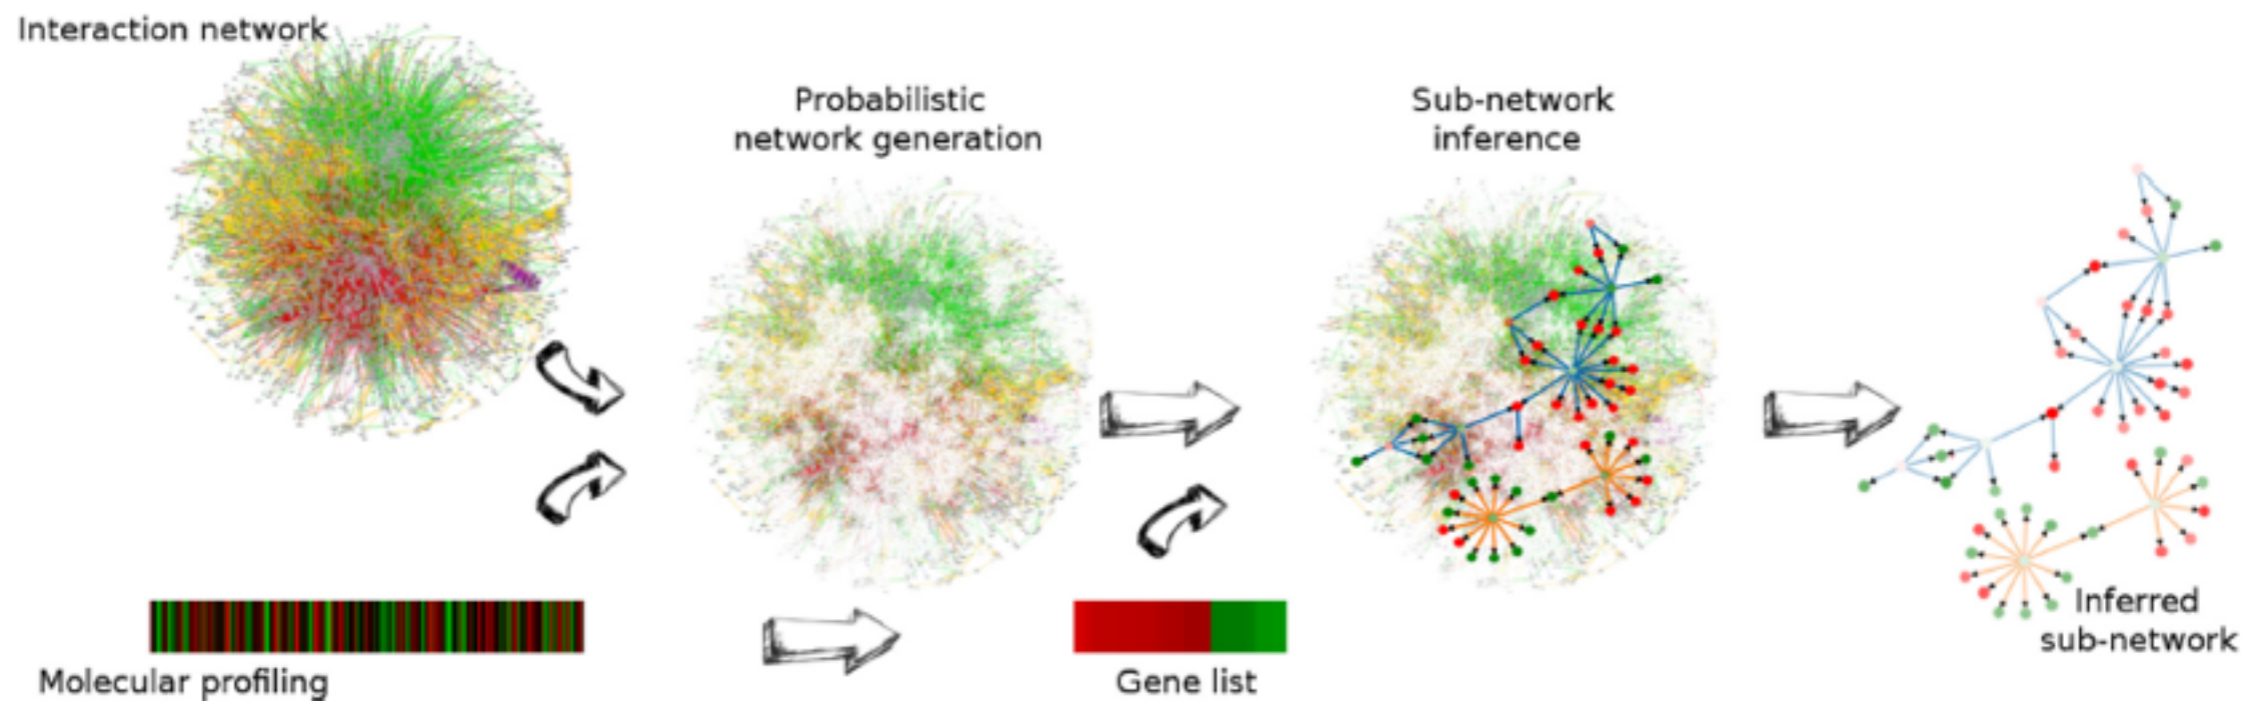 Interaction network
Probabilistic
network generation
Sub-network
inference
Inferred
sub-network
Molecular profiling
Gene list